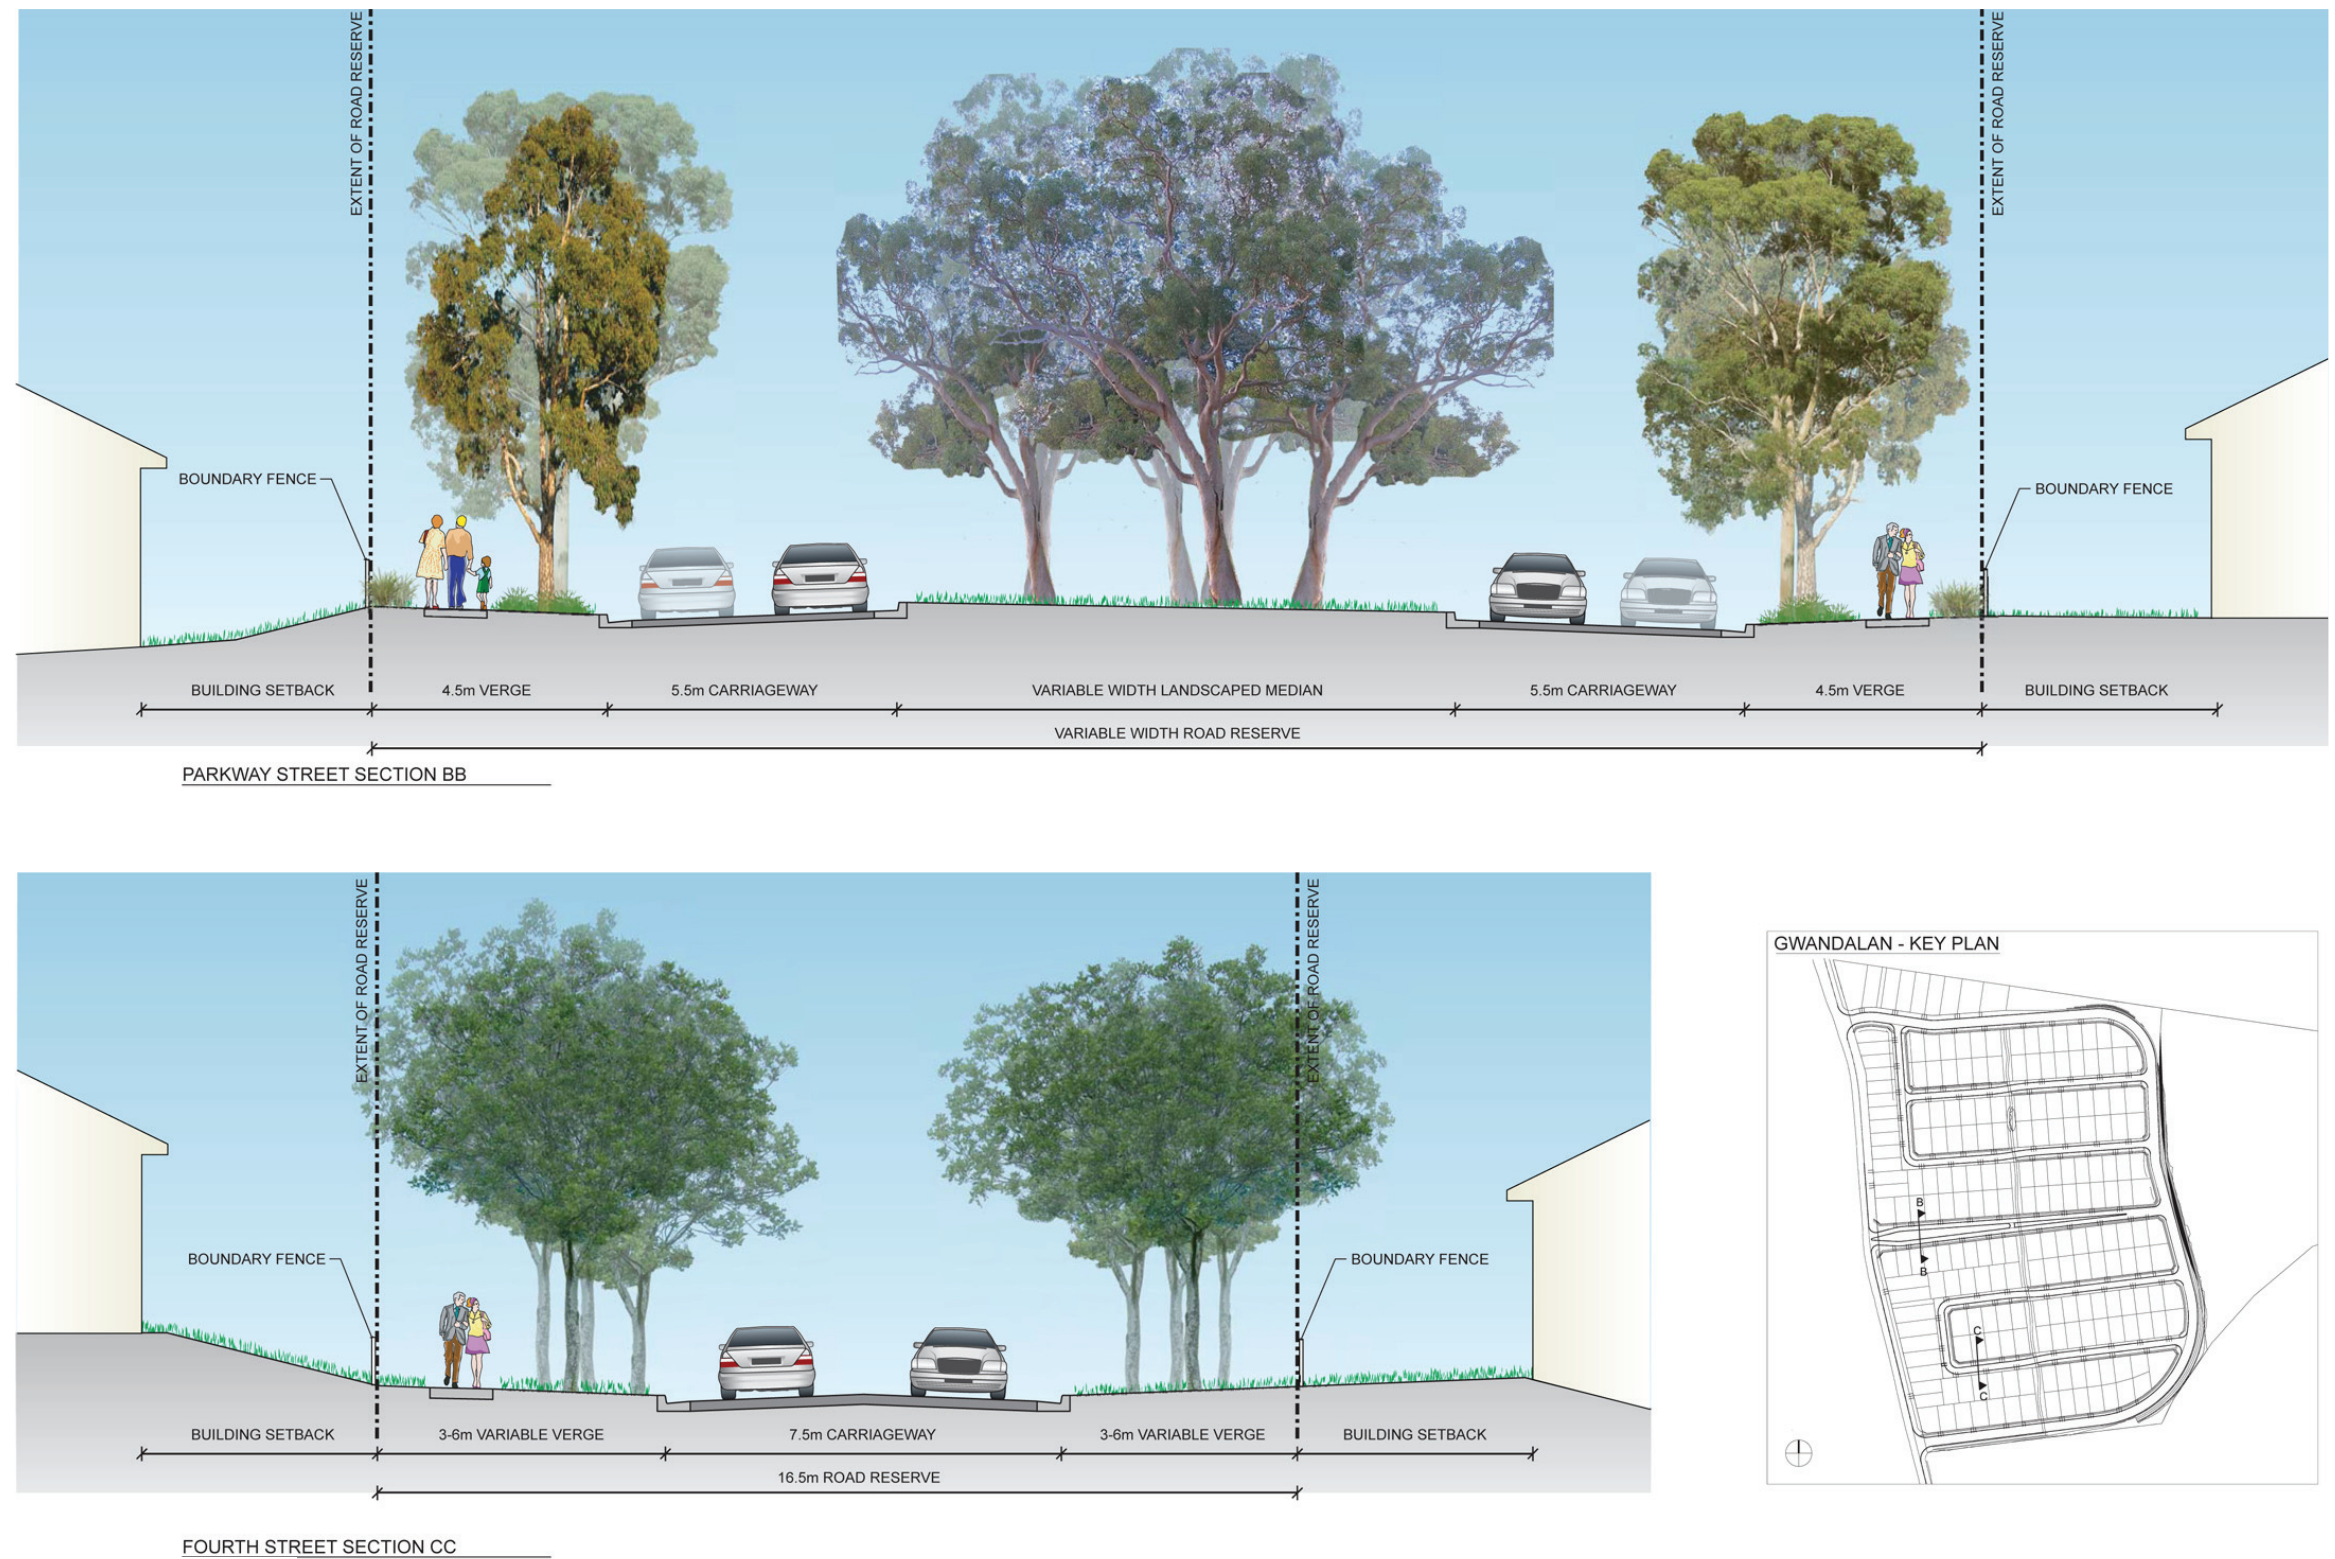 EXTENT OF ROAD RESERVE
EXTENT OF ROAD RESERVE
BOUNDARY FENCE
BOUNDARY FENCE
BUILDING SETBACK
4.5m VERGE
5.5m CARRIAGEWAY
VARIABLE WIDTH LANDSCAPED MEDIAN
5.5m CARRIAGEWAY
4.5m VERGE
BUILDING SETBACK
VARIABLE WIDTH ROAD RESERVE
PARKWAY STREET SECTION BB
EXTENT OF ROAD RESERVE
EXTENT OF ROAD RESERVE
BOUNDARY FENCE
BOUNDARY FENCE
BUILDING SETBACK
3-6m VARIABLE VERGE
7.5m CARRIAGEWAY
3-6m VARIABLE VERGE
BUILDING SETBACK
16.5m ROAD RESERVE
FOURTH STREET SECTION CC
GWANDALAN - KEY PLAN
B
B
C
C